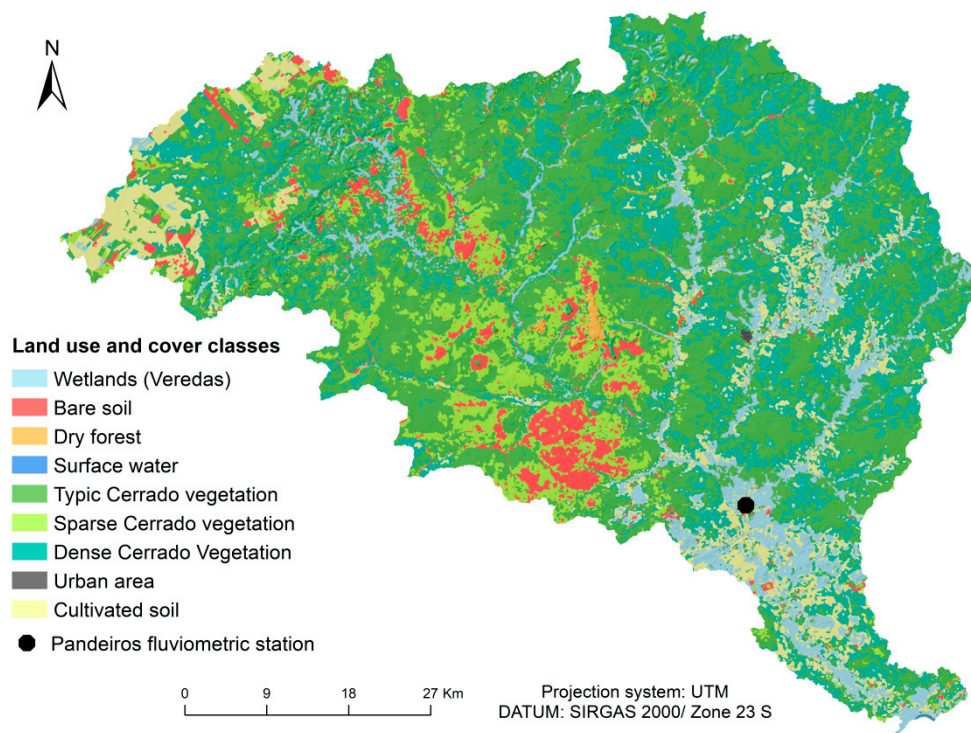 N
Land use and cover classes
Wetlands (Veredas)
Bare soil
Dry forest
Surface water
Typic Cerrado vegetation
Sparse Cerrado vegetation
Dense Cerrado Vegetation
Urban area
Cultivated soil
Pandeiros fluviometric station
0 9 18 27 Km
Projection system: UTM
DATUM: SIRGAS 2000/ Zone 23 S